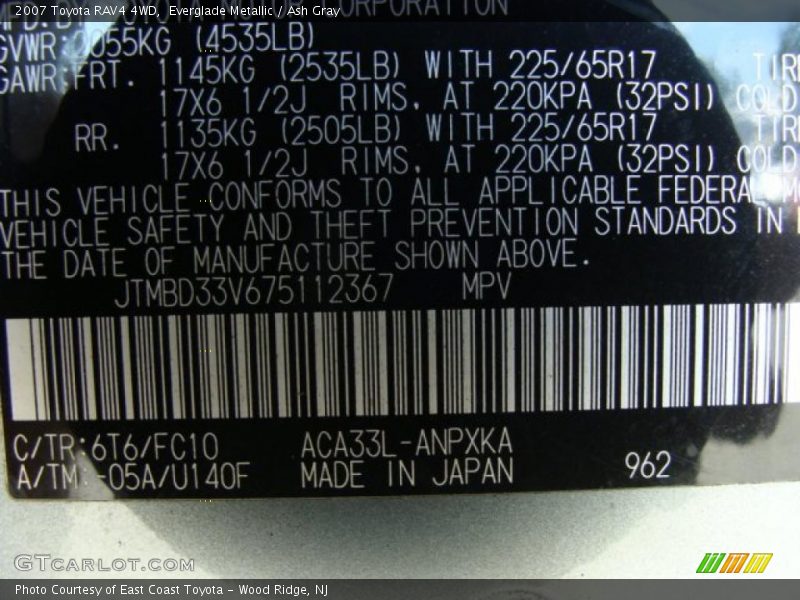 2007 Toyota RAV4 4WD, Everglade Metallic / Ash Gray
CORPORATION
GVWR:2055KG (4535LB)
GAWR:FRT. 1145KG (2535LB) WITH 225/65R17
17X6 1/2J RIMS, AT 220KPA (32PSI) COLD
RR. 1135KG (2505LB) WITH 225/65R17
17X6 1/2J RIMS, AT 220KPA (32PSI) COLD
THIS VEHICLE CONFORMS TO ALL APPLICABLE FEDERAL M
VEHICLE SAFETY AND THEFT PREVENTION STANDARDS IN
THE DATE OF MANUFACTURE SHOWN ABOVE.
JTMBD33V675112367 MPV
C/TR:6T6/FC10 ACA33L-ANPXKA
A/TM:-05A/U140F MADE IN JAPAN 962
GTCARLOT.COM
Photo Courtesy of East Coast Toyota - Wood Ridge, NJ